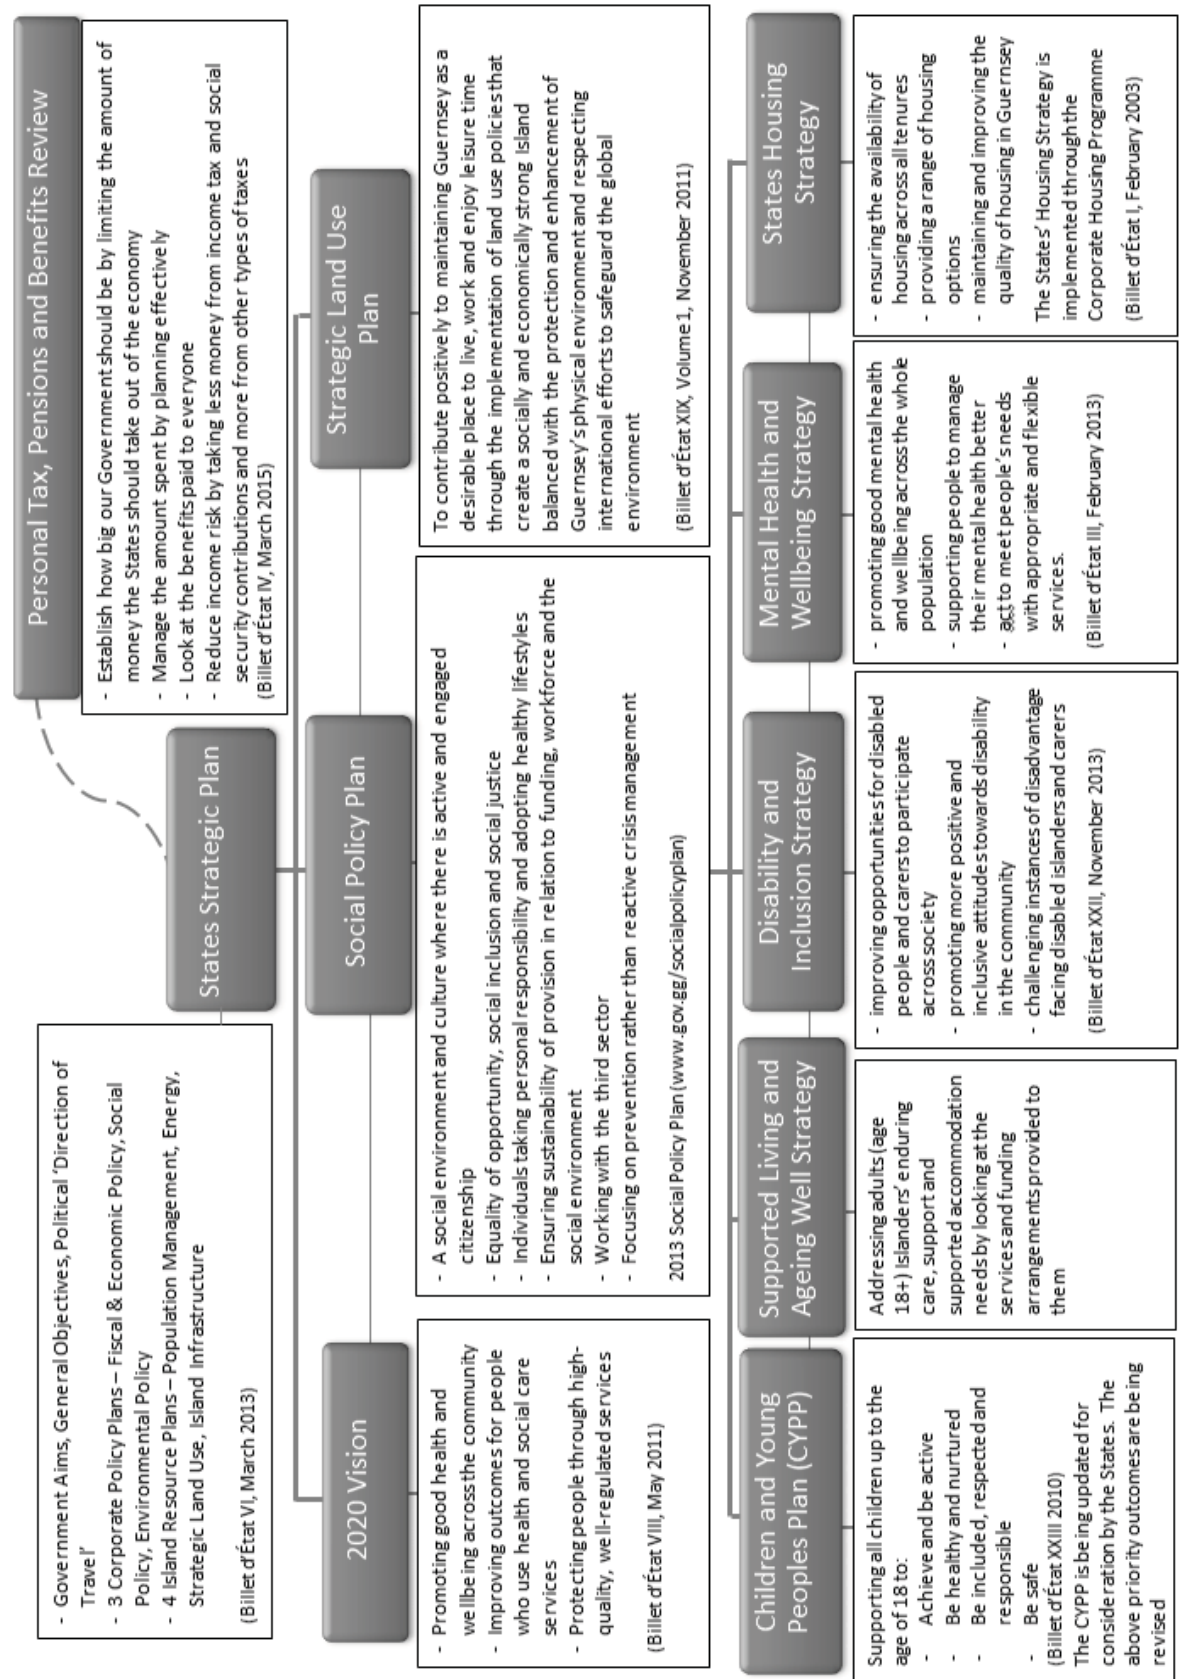 Personal Tax, Pensions and Benefits Review
- Establish how big our Government should be by limiting the amount of
money the States should take out of the economy
- Manage the amount spent by planning effectively
- Look at the benefits paid to everyone
- Reduce income risk by taking less money from income tax and social
security contributions and more from other types of taxes
(Billet d'État IV, March 2015)
States Strategic Plan
- Government Aims, General Objectives, Political 'Direction of
Travel'
- 3 Corporate Policy Plans – Fiscal & Economic Policy, Social
Policy, Environmental Policy
- 4 Island Resource Plans – Population Management, Energy,
Strategic Land Use, Island Infrastructure
(Billet d'État VI, March 2013)
2020 Vision
- Promoting good health and
wellbeing across the community
- Improving outcomes for people
who use health and social care
services
- Protecting people through high-
quality, well-regulated services
(Billet d'État VIII, May 2011)
Social Policy Plan
- A social environment and culture where there is active and engaged
citizenship
- Equality of opportunity, social inclusion and social justice
- Individuals taking personal responsibility and adopting healthy lifestyles
- Ensuring sustainability of provision in relation to funding, workforce and the
social environment
- Working with the third sector
- Focusing on prevention rather than reactive crisis management
2013 Social Policy Plan (www.gov.gg/socialpolicyplan)
Strategic Land Use
Plan
To contribute positively to maintaining Guernsey as a
desirable place to live, work and enjoy leisure time
through the implementation of land use policies that
create a socially and economically strong Island
balanced with the protection and enhancement of
Guernsey's physical environment and respecting
international efforts to safeguard the global
environment
(Billet d'État XIX, Volume 1, November 2011)
Children and Young
Peoples Plan (CYPP)
Supporting all children up to the
age of 18 to:
- Achieve and be active
- Be healthy and nurtured
- Be included, respected and
responsible
- Be safe
(Billet d'État XXIII 2010)
The CYPP is being updated for
consideration by the States. The
above priority outcomes are being
revised
Supported Living and
Ageing Well Strategy
Addressing adults (age
18+) Islanders' enduring
care, support and
supported accommodation
needs by looking at the
services and funding
arrangements provided to
them
Disability and
Inclusion Strategy
- improving opportunities for disabled
people and carers to participate
across society
- promoting more positive and
inclusive attitudes towards disability
in the community
- challenging instances of disadvantage
facing disabled islanders and carers
(Billet d'État XXII, November 2013)
Mental Health and
Wellbeing Strategy
- promoting good mental health
and wellbeing across the whole
population
- supporting people to manage
their mental health better
- act to meet people's needs
with appropriate and flexible
services.
(Billet d'État III, February 2013)
States Housing
Strategy
- ensuring the availability of
housing across all tenures
- providing a range of housing
options
- maintaining and improving the
quality of housing in Guernsey
The States' Housing Strategy is
implemented through the
Corporate Housing Programme
(Billet d'État I, February 2003)